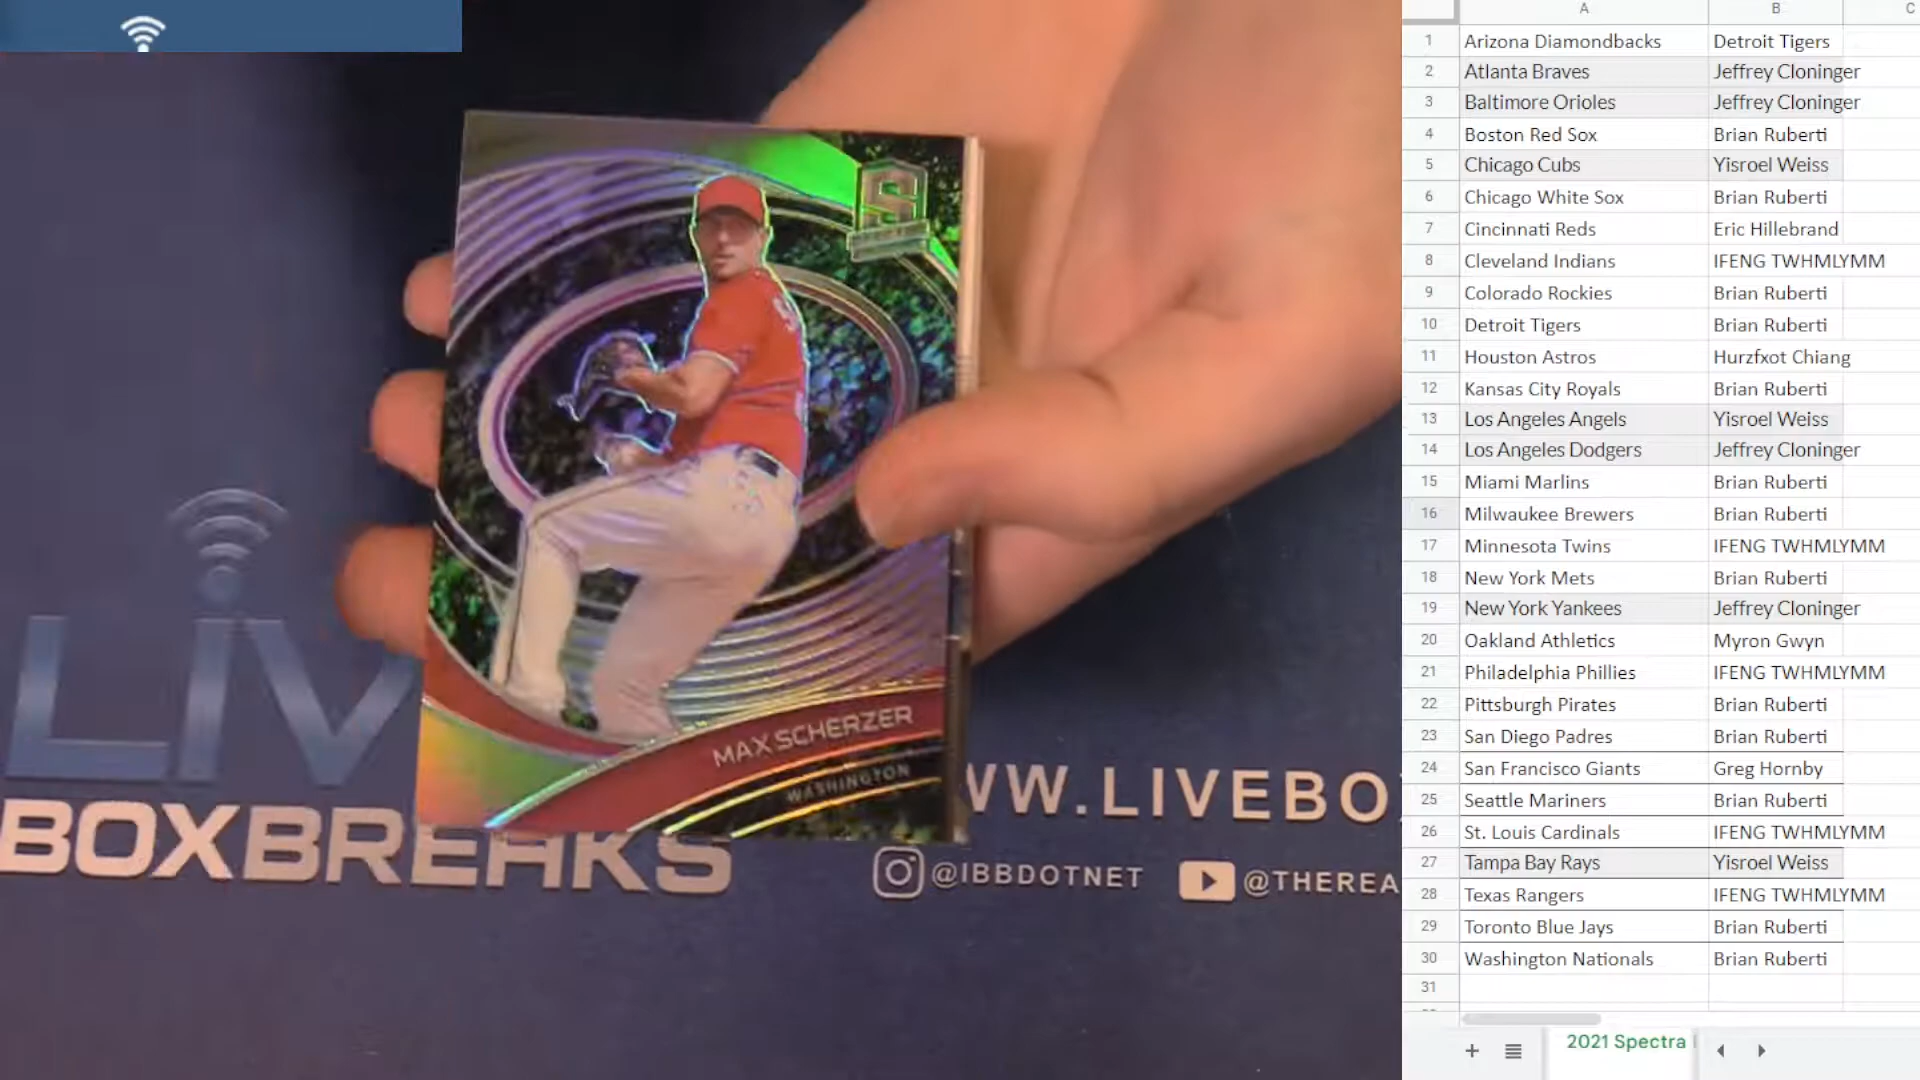 S
MAX SCHERZER
WASHINGTON
LIV
BOXBREAKS
WWW.LIVEBO
@IBBDOTNET
@THEREA
A B C
1 Arizona Diamondbacks Detroit Tigers
2 Atlanta Braves Jeffrey Cloninger
3 Baltimore Orioles Jeffrey Cloninger
4 Boston Red Sox Brian Ruberti
5 Chicago Cubs Yisroel Weiss
6 Chicago White Sox Brian Ruberti
7 Cincinnati Reds Eric Hillebrand
8 Cleveland Indians IFENG TWHMLYMM
9 Colorado Rockies Brian Ruberti
10 Detroit Tigers Brian Ruberti
11 Houston Astros Hurzfxot Chiang
12 Kansas City Royals Brian Ruberti
13 Los Angeles Angels Yisroel Weiss
14 Los Angeles Dodgers Jeffrey Cloninger
15 Miami Marlins Brian Ruberti
16 Milwaukee Brewers Brian Ruberti
17 Minnesota Twins IFENG TWHMLYMM
18 New York Mets Brian Ruberti
19 New York Yankees Jeffrey Cloninger
20 Oakland Athletics Myron Gwyn
21 Philadelphia Phillies IFENG TWHMLYMM
22 Pittsburgh Pirates Brian Ruberti
23 San Diego Padres Brian Ruberti
24 San Francisco Giants Greg Hornby
25 Seattle Mariners Brian Ruberti
26 St. Louis Cardinals IFENG TWHMLYMM
27 Tampa Bay Rays Yisroel Weiss
28 Texas Rangers IFENG TWHMLYMM
29 Toronto Blue Jays Brian Ruberti
30 Washington Nationals Brian Ruberti
31
2021 Spectra